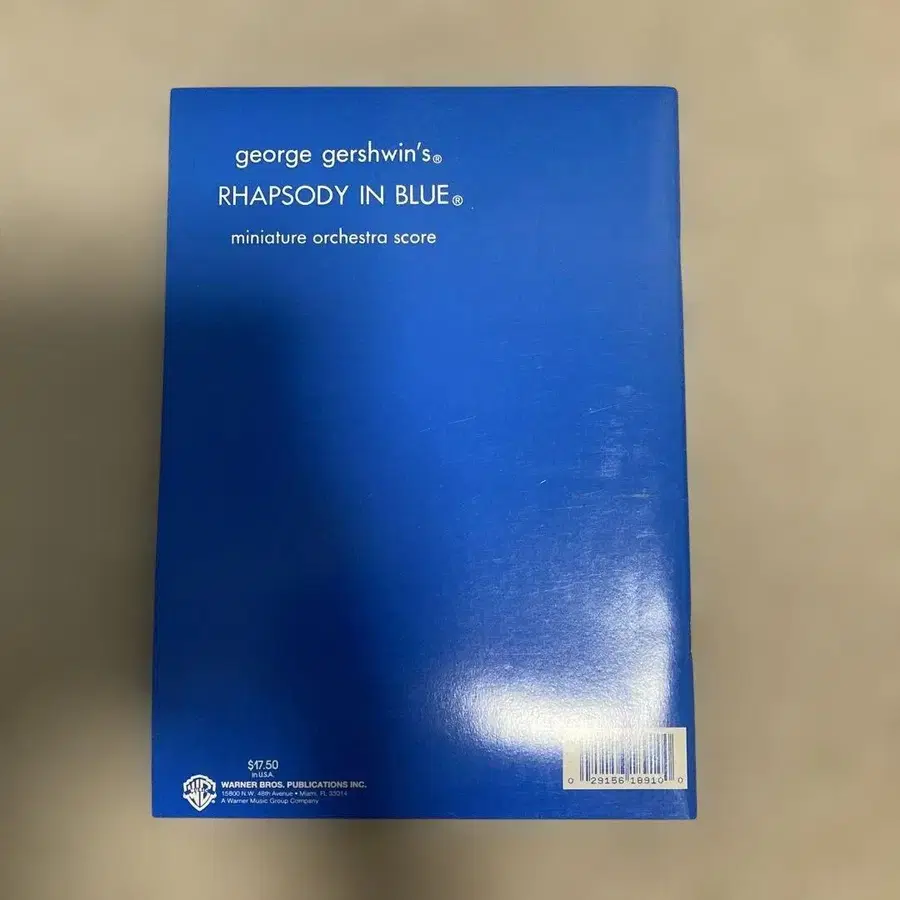 george gershwin's®
RHAPSODY IN BLUE®
miniature orchestra score
$17.50
in U.S.A.
WARNER BROS. PUBLICATIONS INC.
15800 N.W. 48th Avenue • Miami, FL 33014
A Warner Music Group Company
0 29156 18910 0